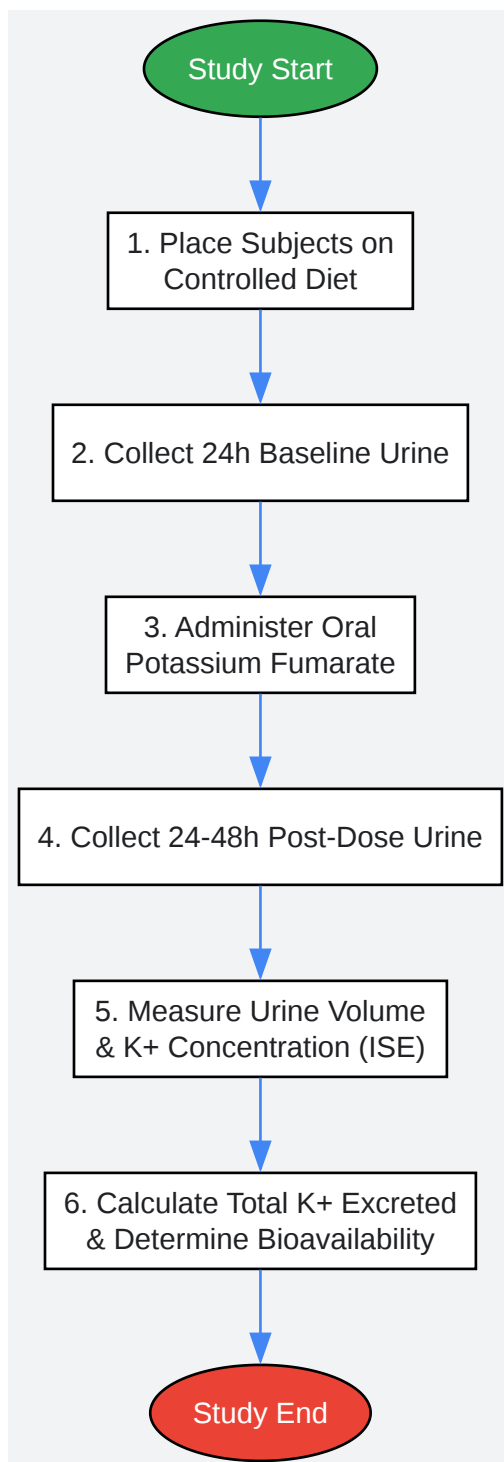 Study Start
1. Place Subjects on
Controlled Diet
2. Collect 24h Baseline Urine
3. Administer Oral
Potassium Fumarate
4. Collect 24-48h Post-Dose Urine
5. Measure Urine Volume
& K+ Concentration (ISE)
6. Calculate Total K+ Excreted
& Determine Bioavailability
Study End